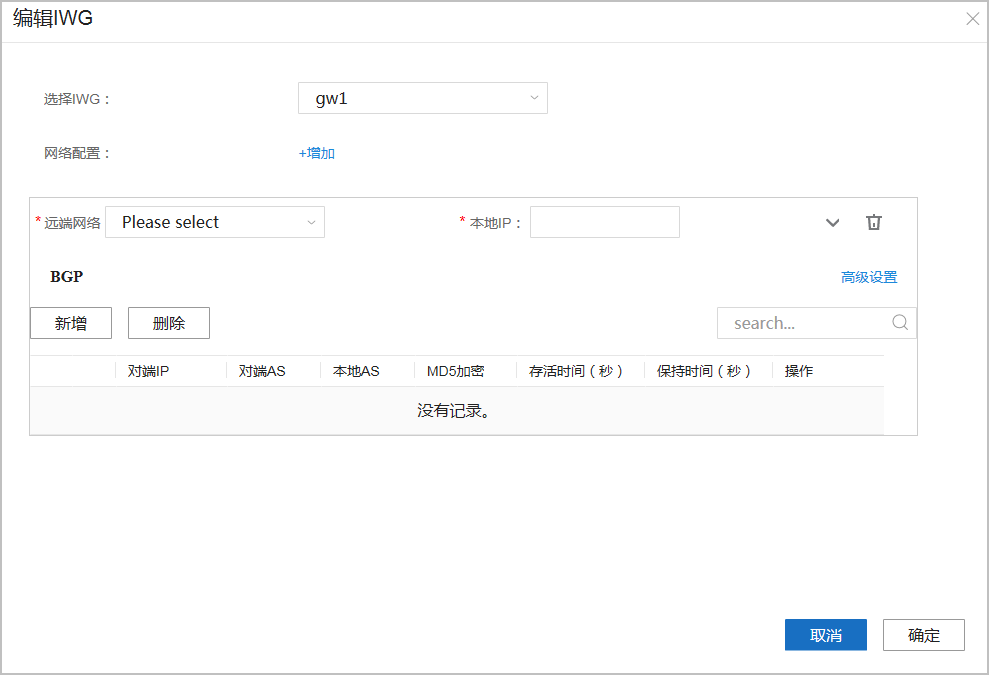 编辑IWG
选择IWG：
gw1
网络配置：
+增加
*远端网络 Please select *本地IP：
BGP 高级设置
新增 删除 search...
对端IP 对端AS 本地AS MD5加密 存活时间（秒） 保持时间（秒） 操作
没有记录。
取消 确定